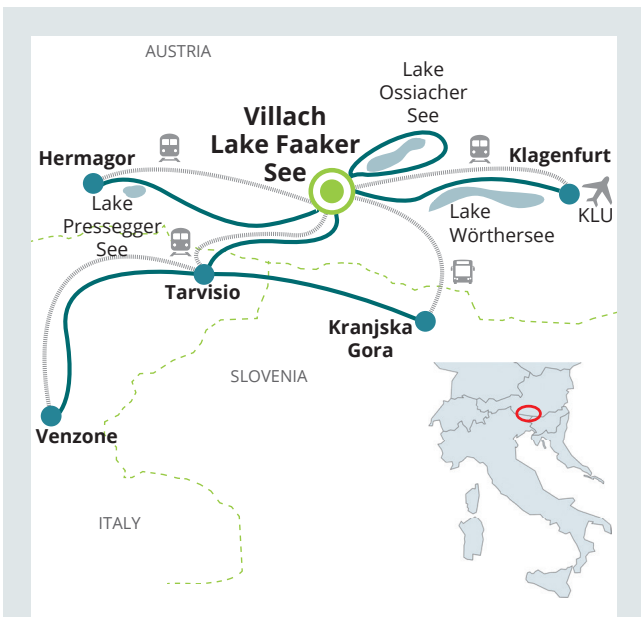 AUSTRIA
Lake
Ossiacher
See
Villach
Lake Faaker
See
Hermagor
Klagenfurt
KLU
Lake
Pressegger
See
Lake
Wörthersee
Tarvisio
Kranjska
Gora
SLOVENIA
Venzone
ITALY